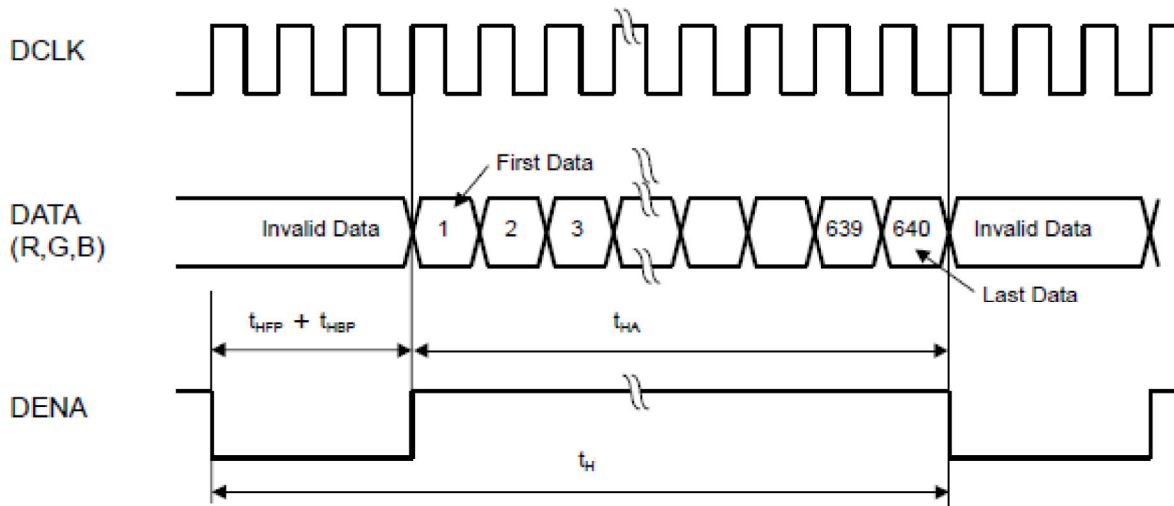 DCLK
First Data
DATA
(R,G,B)
Invalid Data 1 2 3 639 640 Invalid Data
Last Data
tHFP + tHBP tHA
DENA
tH